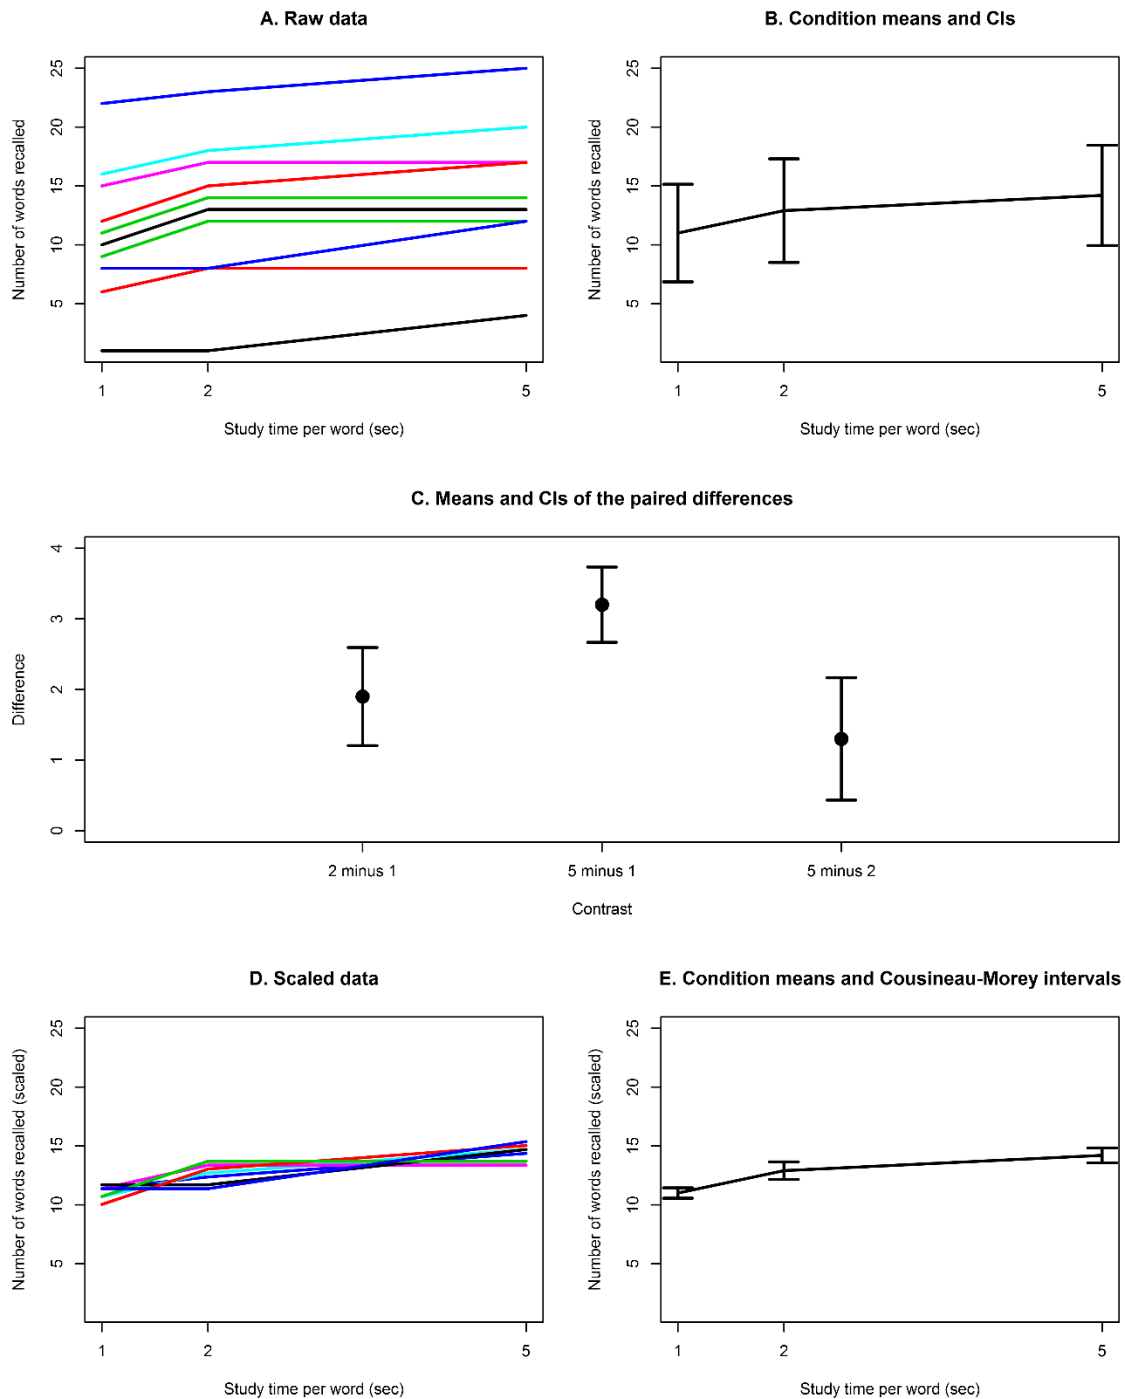 A. Raw data
Number of words recalled
25
20
15
10
5
1
2
5
Study time per word (sec)
B. Condition means and CIs
Number of words recalled
25
20
15
10
5
1
2
5
Study time per word (sec)
C. Means and CIs of the paired differences
Difference
4
3
2
1
0
2 minus 1
5 minus 1
5 minus 2
Contrast
D. Scaled data
Number of words recalled (scaled)
25
20
15
10
5
1
2
5
Study time per word (sec)
E. Condition means and Cousineau-Morey intervals
Number of words recalled (scaled)
25
20
15
10
5
1
2
5
Study time per word (sec)